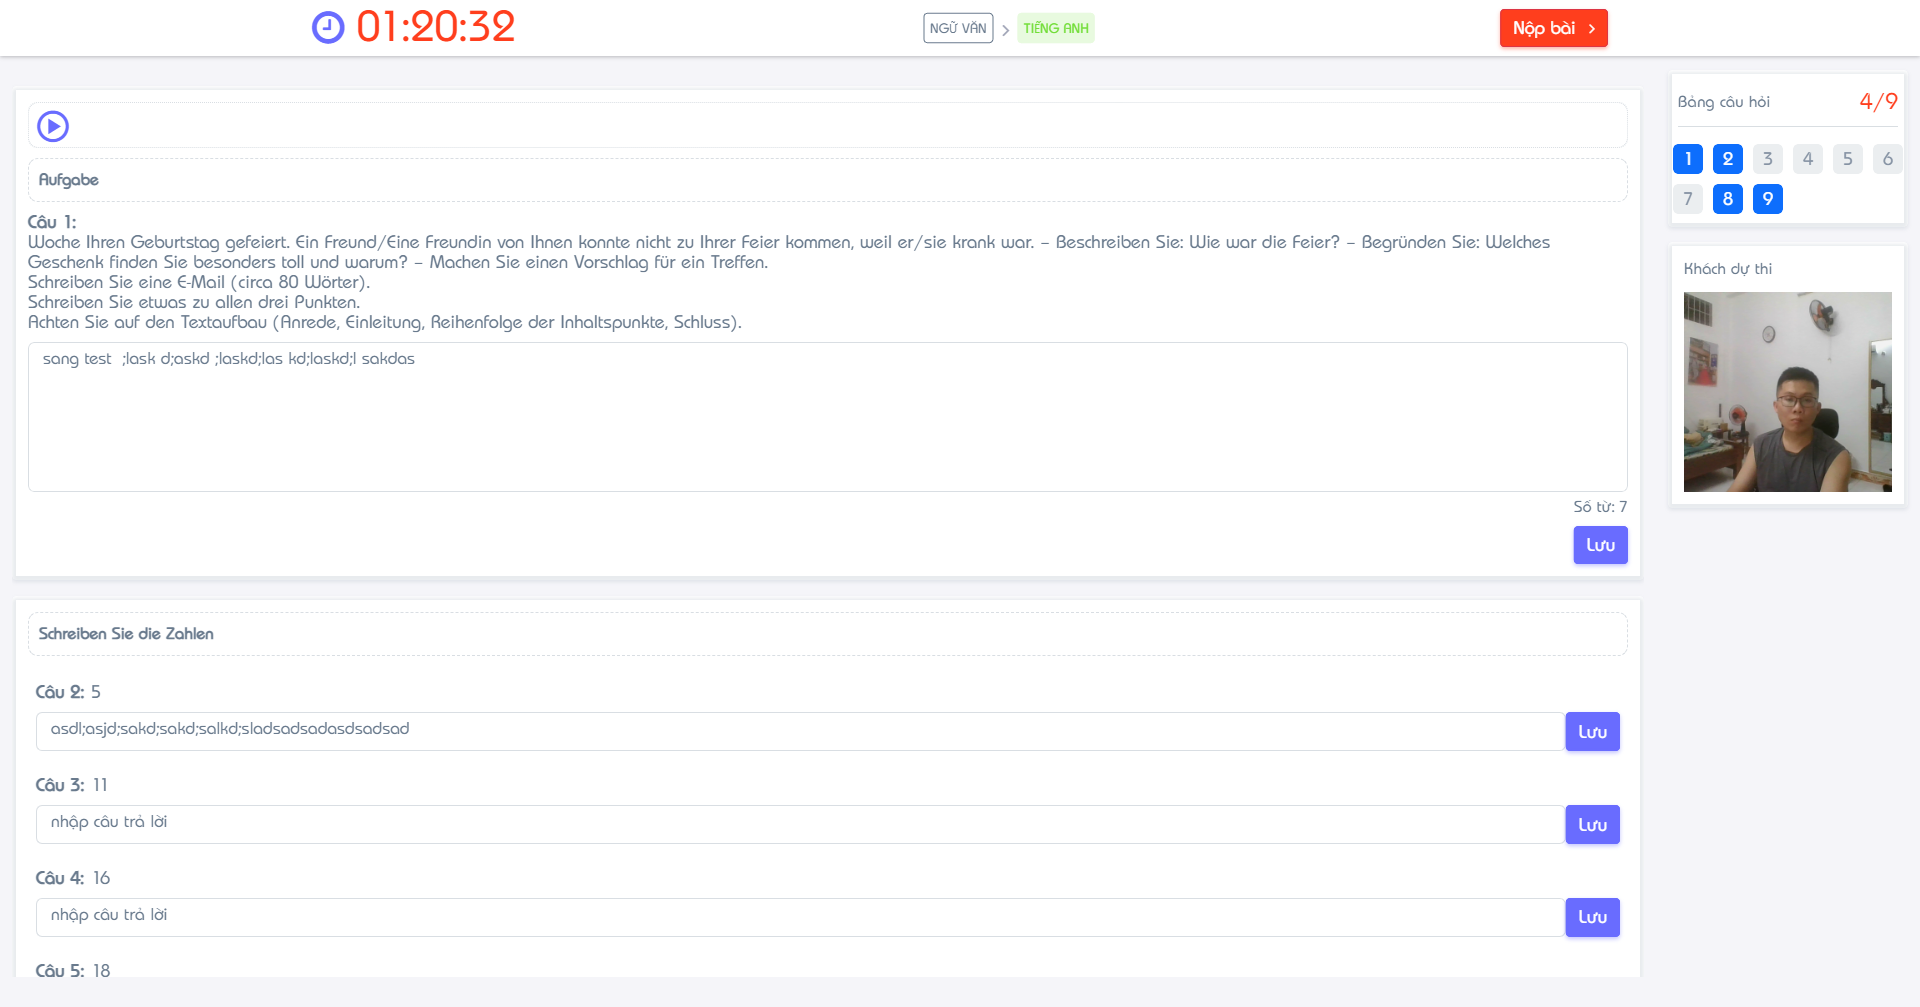 01:20:32
NGỮ VĂN
TIẾNG ANH
Nộp bài
Aufgabe
Câu 1:
Woche Ihren Geburtstag gefeiert. Ein Freund/Eine Freundin von Ihnen konnte nicht zu Ihrer Feier kommen, weil er/sie krank war. – Beschreiben Sie: Wie war die Feier? – Begründen Sie: Welches
Geschenk finden Sie besonders toll und warum? – Machen Sie einen Vorschlag für ein Treffen.
Schreiben Sie eine E-Mail (circa 80 Wörter).
Schreiben Sie etwas zu allen drei Punkten.
Achten Sie auf den Textaufbau (Anrede, Einleitung, Reihenfolge der Inhaltspunkte, Schluss).
sang test  ;lask d;askd ;laskd;las kd;laskd;l sakdas
Số từ: 7
Lưu
Schreiben Sie die Zahlen
Câu 2: 5
asdl;asjd;sakd;sakd;salkd;sladsadsadasdsadsad
Lưu
Câu 3: 11
nhập câu trả lời
Lưu
Câu 4: 16
nhập câu trả lời
Lưu
Câu 5: 18
Bảng câu hỏi
4/9
1 2 3 4 5 6
7 8 9
Khách dự thi